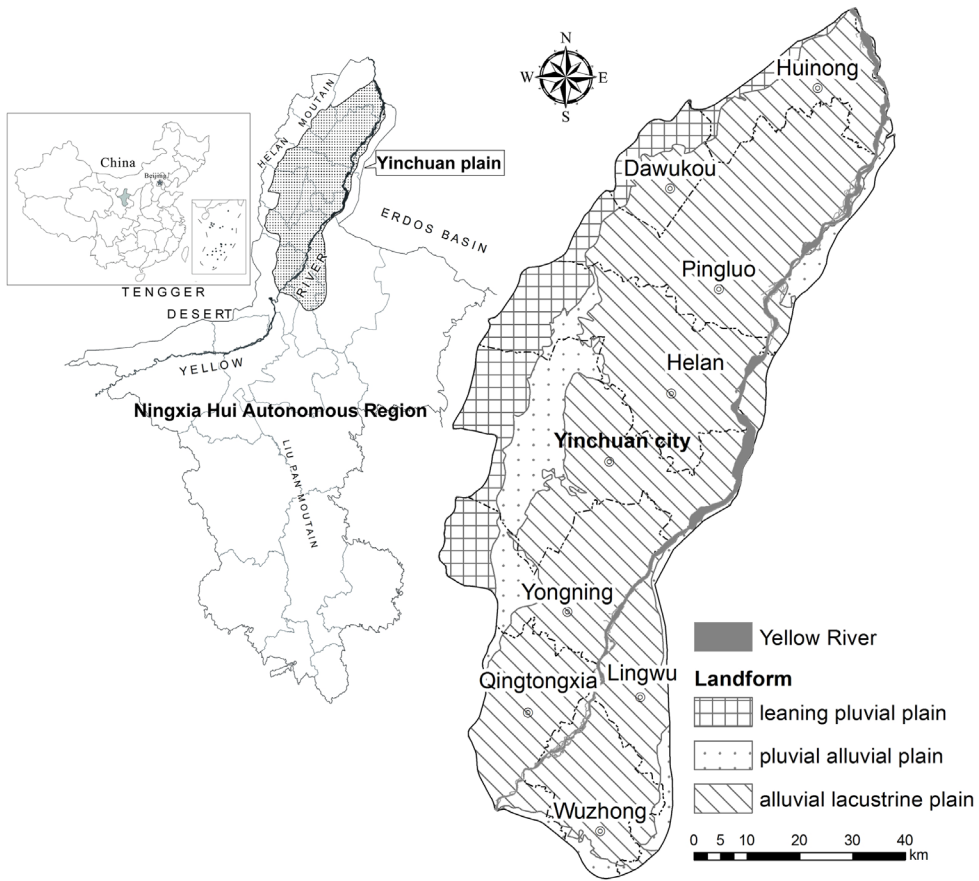 China
Beijing
HELAN MOUTAIN
Yinchuan plain
ERDOS BASIN
TENGGER
DESERT
YELLOW
RIVER
Ningxia Hui Autonomous Region
LIU PAN MOUTAIN
N
W
E
S
Huinong
Dawukou
Pingluo
Helan
Yinchuan city
Yongning
Qingtongxia
Lingwu
Wuzhong
Yellow River
Landform
leaning pluvial plain
pluvial alluvial plain
alluvial lacustrine plain
0 5 10 20 30 40
km